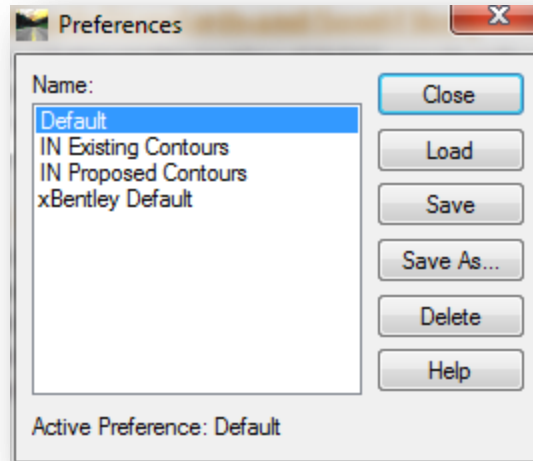 Preferences
Name:
Default
IN Existing Contours
IN Proposed Contours
xBentley Default
Close
Load
Save
Save As...
Delete
Help
Active Preference: Default